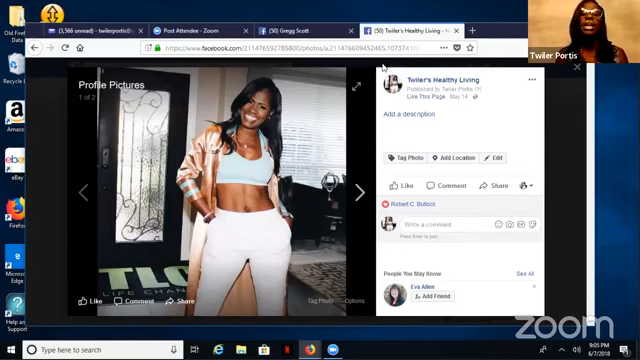 Old Firefox
Data
(3,566 unread) - twilerportis@
Post Attendee - Zoom
(50) Gregg Scott
(50) Twiler's Healthy Living - H
https://www.facebook.com/211476592785800/photos/a.211476609452465.10737418
Twiler Portis
Recycle
Amazon
eBay
Firefox
Microsoft
Edge
Help and
Profile Pictures
1 of 2
TLC
LIFE CHAN
Like
Comment
Share
Tag Photo
Options
Twiler's Healthy Living
Published by Twiler Portis [?]
Like This Page · May 14 ·
Add a description
Tag Photo
Add Location
Edit
Like
Comment
Share
Robert C. Bulloch
Write a comment
Press Enter to post.
People You May Know
See All
Eva Allen
Add Friend
zoom
Type here to search
9:05 PM
6/7/2018